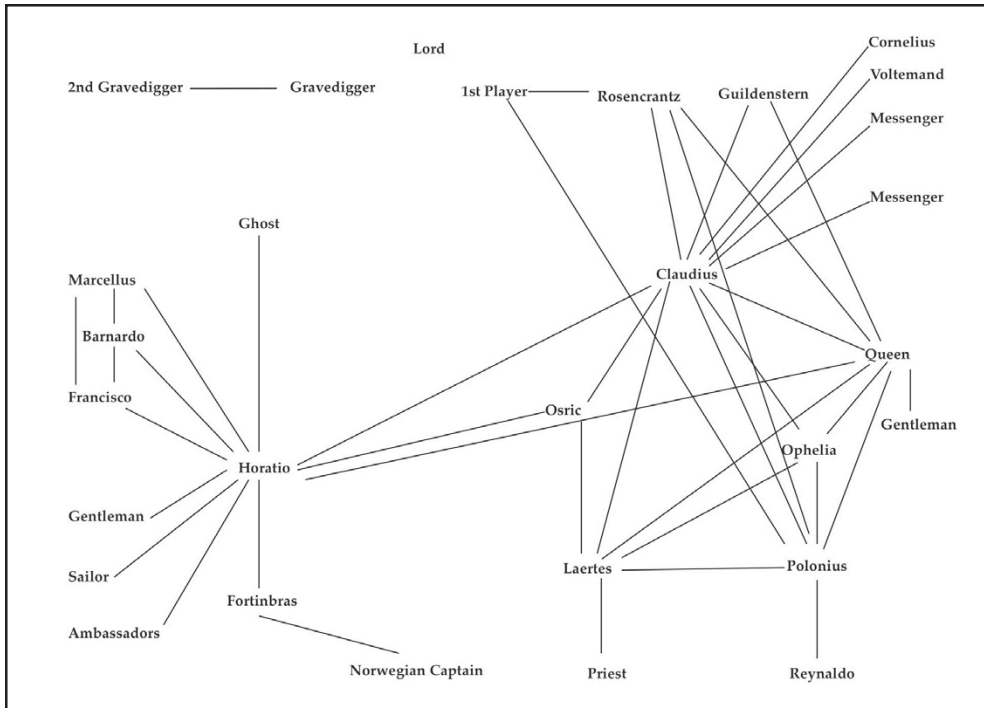 Lord
Cornelius
Voltemand
2nd Gravedigger
Gravedigger
1st Player
Rosencrantz
Guildenstern
Messenger
Messenger
Ghost
Marcellus
Claudius
Barnardo
Queen
Francisco
Osric
Gentleman
Ophelia
Horatio
Gentleman
Laertes
Polonius
Sailor
Fortinbras
Ambassadors
Norwegian Captain
Priest
Reynaldo